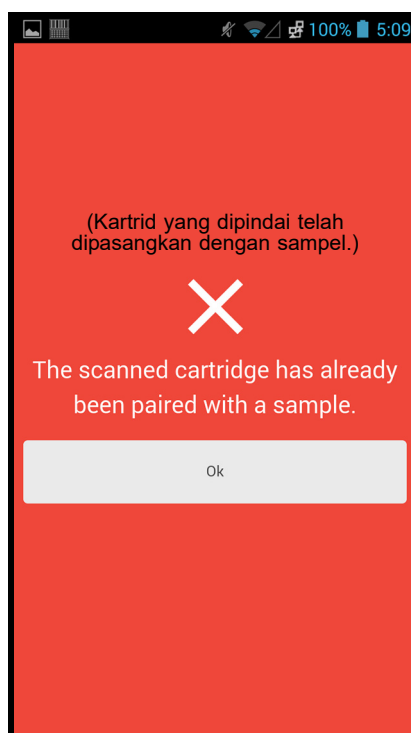 100% 5:09
(Kartrid yang dipindai telah
dipasangkan dengan sampel.)
The scanned cartridge has already
been paired with a sample.
Ok